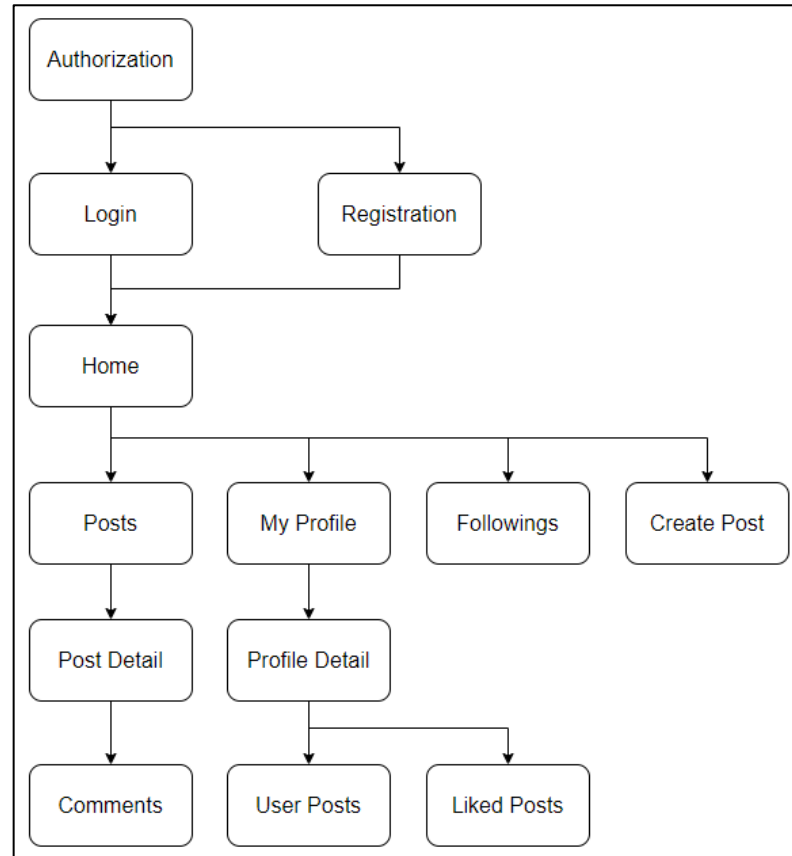 Authorization
Login
Registration
Home
Posts
My Profile
Followings
Create Post
Post Detail
Profile Detail
Comments
User Posts
Liked Posts